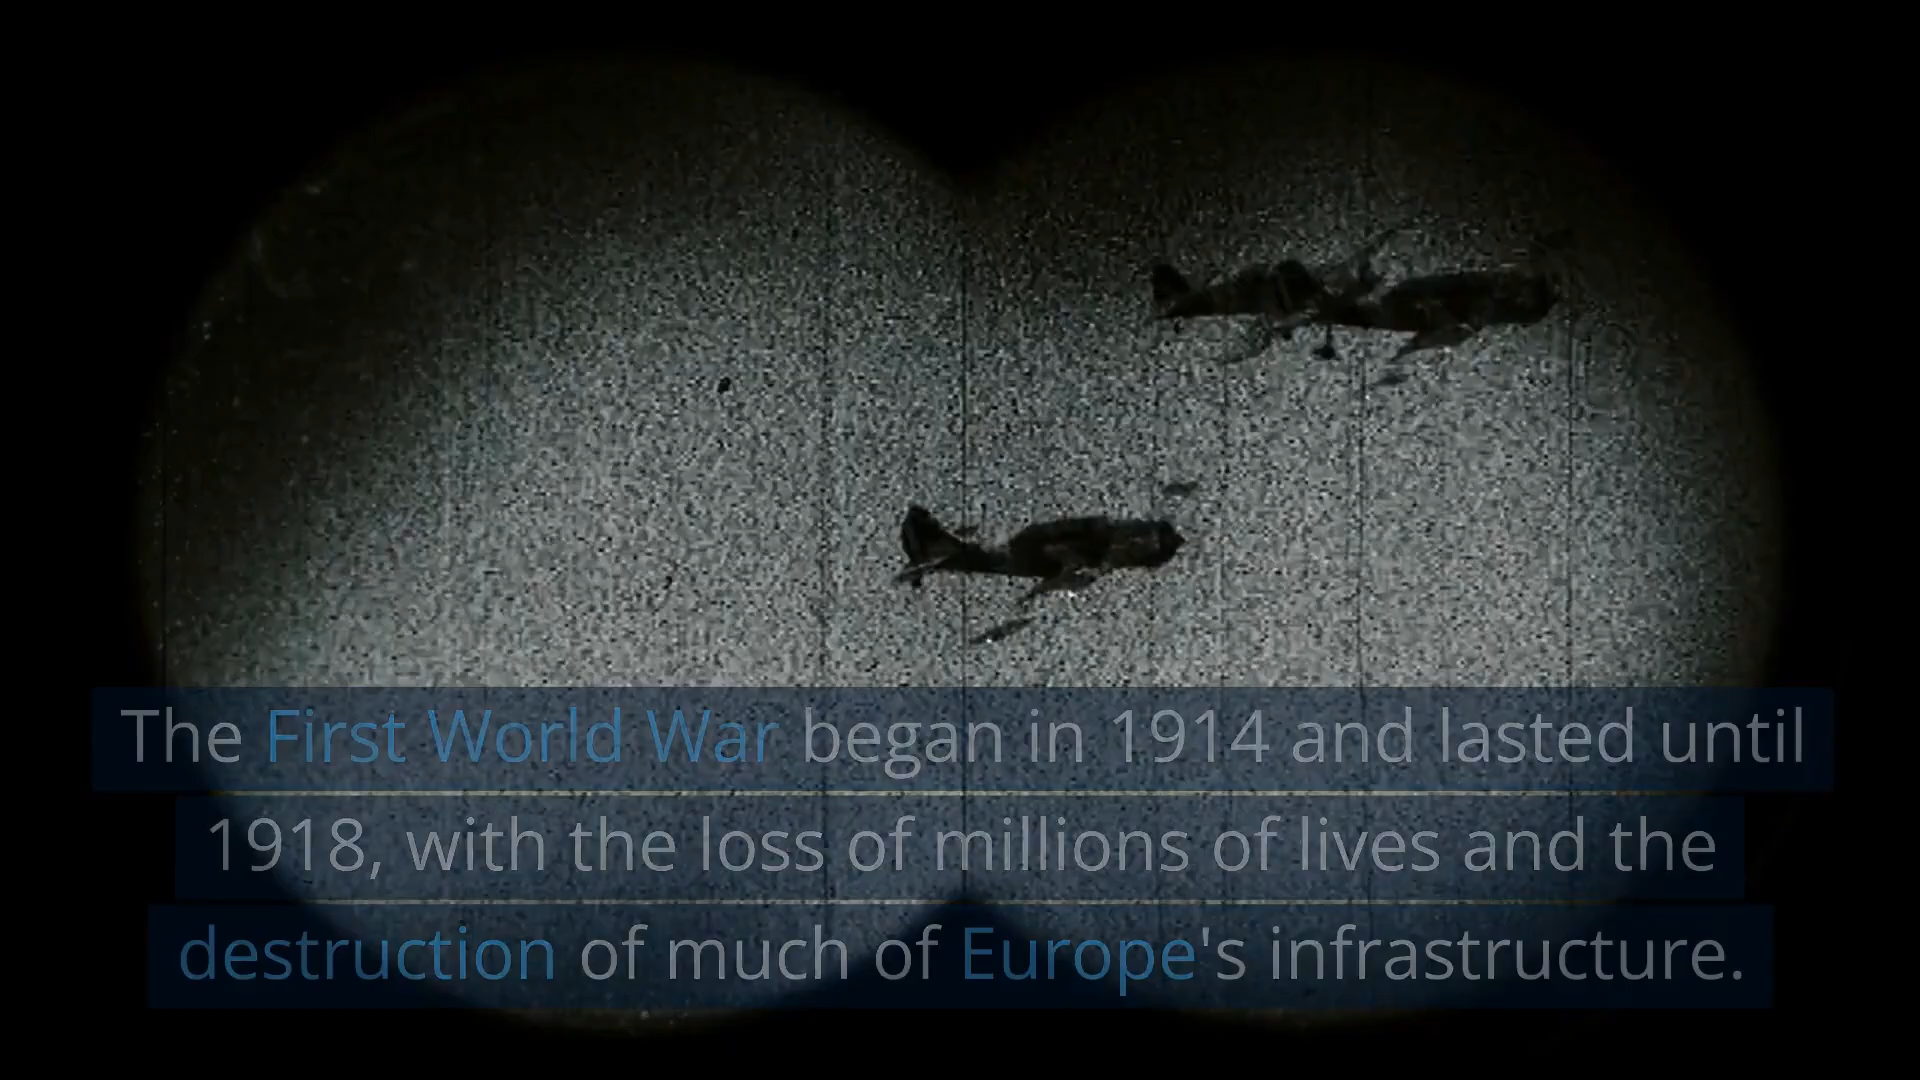 The First World War began in 1914 and lasted until
1918, with the loss of millions of lives and the
destruction of much of Europe's infrastructure.